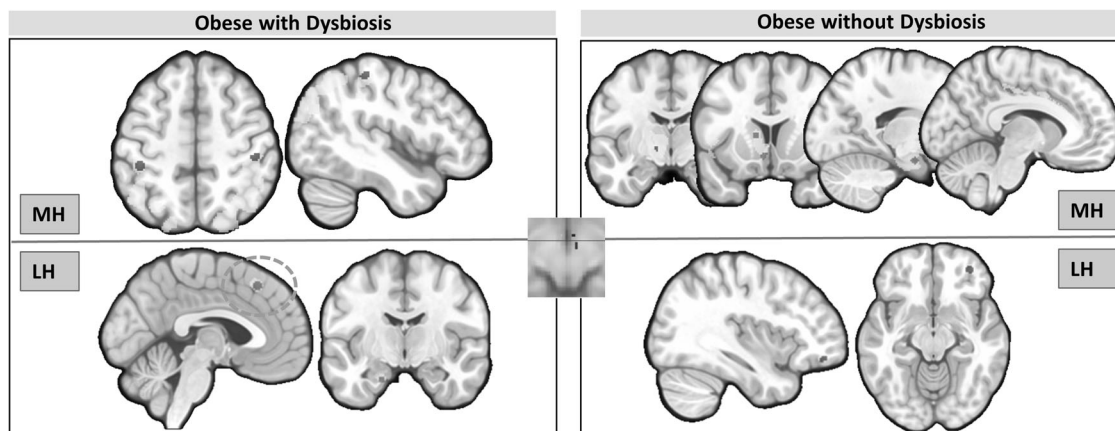 Obese with Dysbiosis
Obese without Dysbiosis
MH
MH
LH
LH